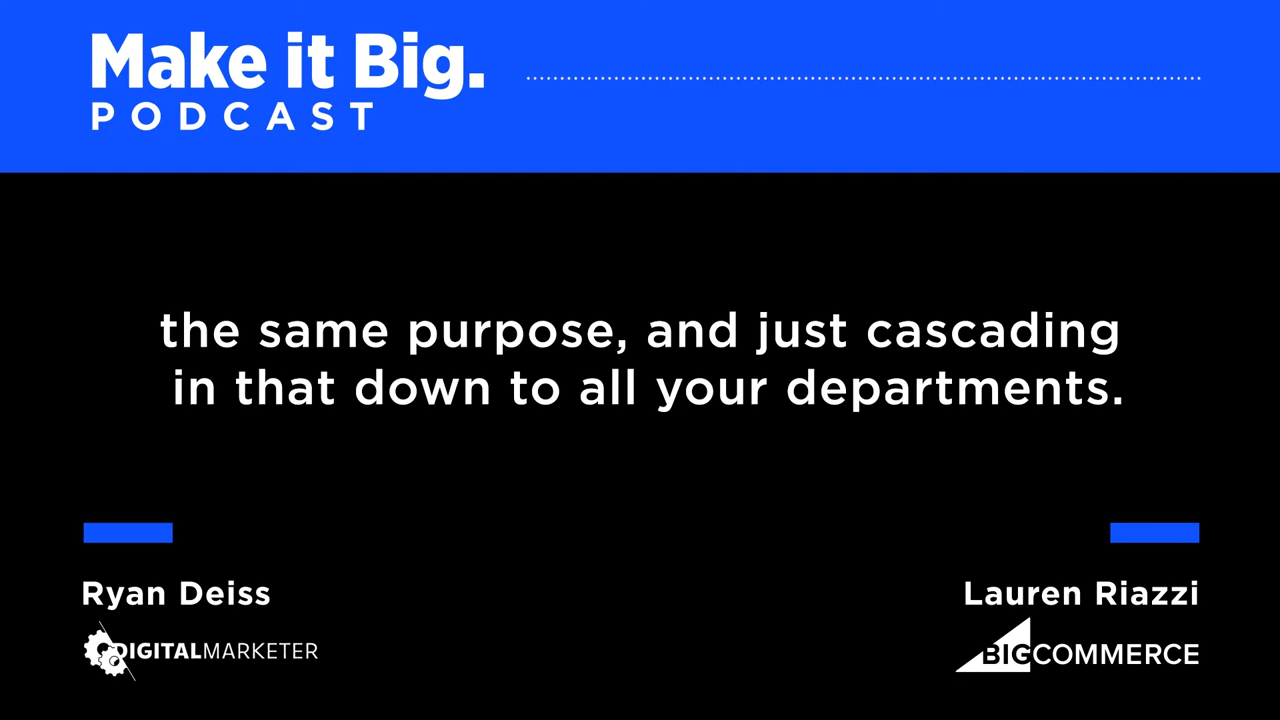 Make it Big.
PODCAST
the same purpose, and just cascading
in that down to all your departments.
Ryan Deiss
Lauren Riazzi
DIGITALMARKETER
BIGCOMMERCE